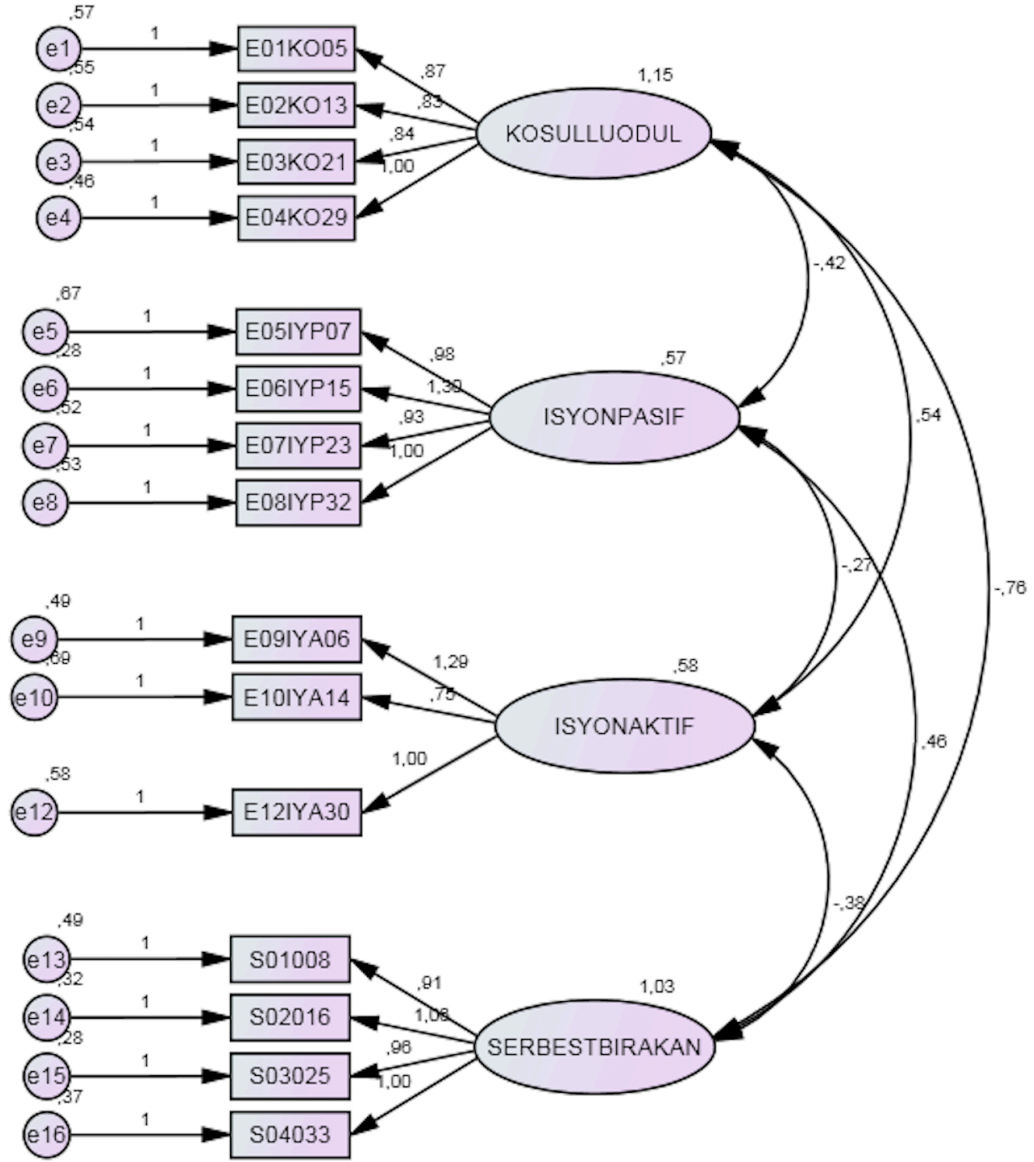 ,57
e1 1 E01KO05
,55
e2 1 E02KO13
,54
e3 1 E03KO21
,46
e4 1 E04KO29
,87
,83
,84
1,00
1,15
KOSULLUODUL
,67
e5 1 E05IYP07
,28
e6 1 E06IYP15
,52
e7 1 E07IYP23
,53
e8 1 E08IYP32
,98
1,30
,93
1,00
,57
ISYONPASIF
,49
e9 1 E09IYA06
,69
e10 1 E10IYA14
,58
e12 1 E12IYA30
1,29
,75
1,00
,58
ISYONAKTIF
,49
e13 1 S01008
,32
e14 1 S02016
,28
e15 1 S03025
,37
e16 1 S04033
,91
,96
1,00
1,03
SERBESTBIRAKAN
-,42
,54
-,27
-,76
,46
-,38